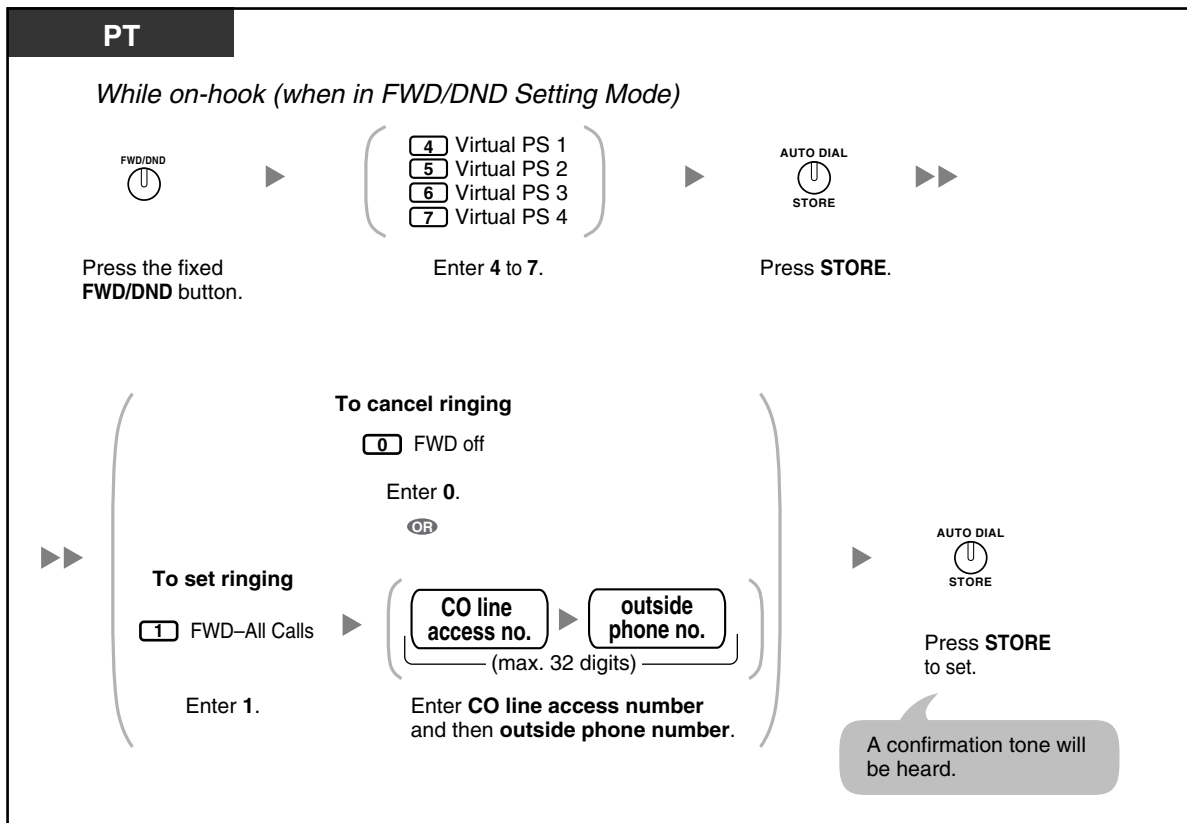 PT
While on-hook (when in FWD/DND Setting Mode)
FWD/DND
4 Virtual PS 1
5 Virtual PS 2
6 Virtual PS 3
7 Virtual PS 4
AUTO DIAL
STORE
Press the fixed
FWD/DND button.
Enter 4 to 7.
Press STORE.
To cancel ringing
0 FWD off
Enter 0.
OR
To set ringing
1 FWD–All Calls
Enter 1.
CO line
access no.
outside
phone no.
(max. 32 digits)
Enter CO line access number
and then outside phone number.
AUTO DIAL
STORE
Press STORE
to set.
A confirmation tone will
be heard.